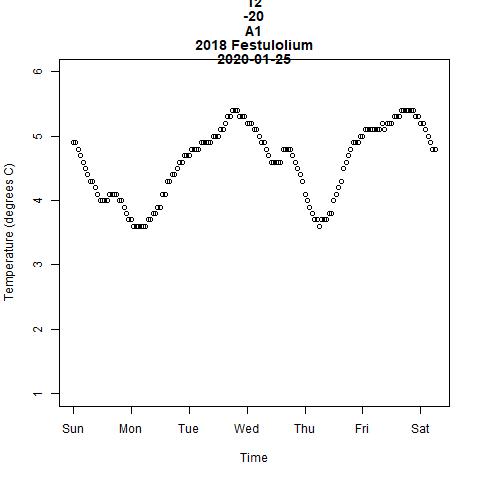 12
-20
A1
2018 Festulolium
2020-01-25
Temperature (degrees C)
6
5
4
3
2
1
Sun Mon Tue Wed Thu Fri Sat
Time